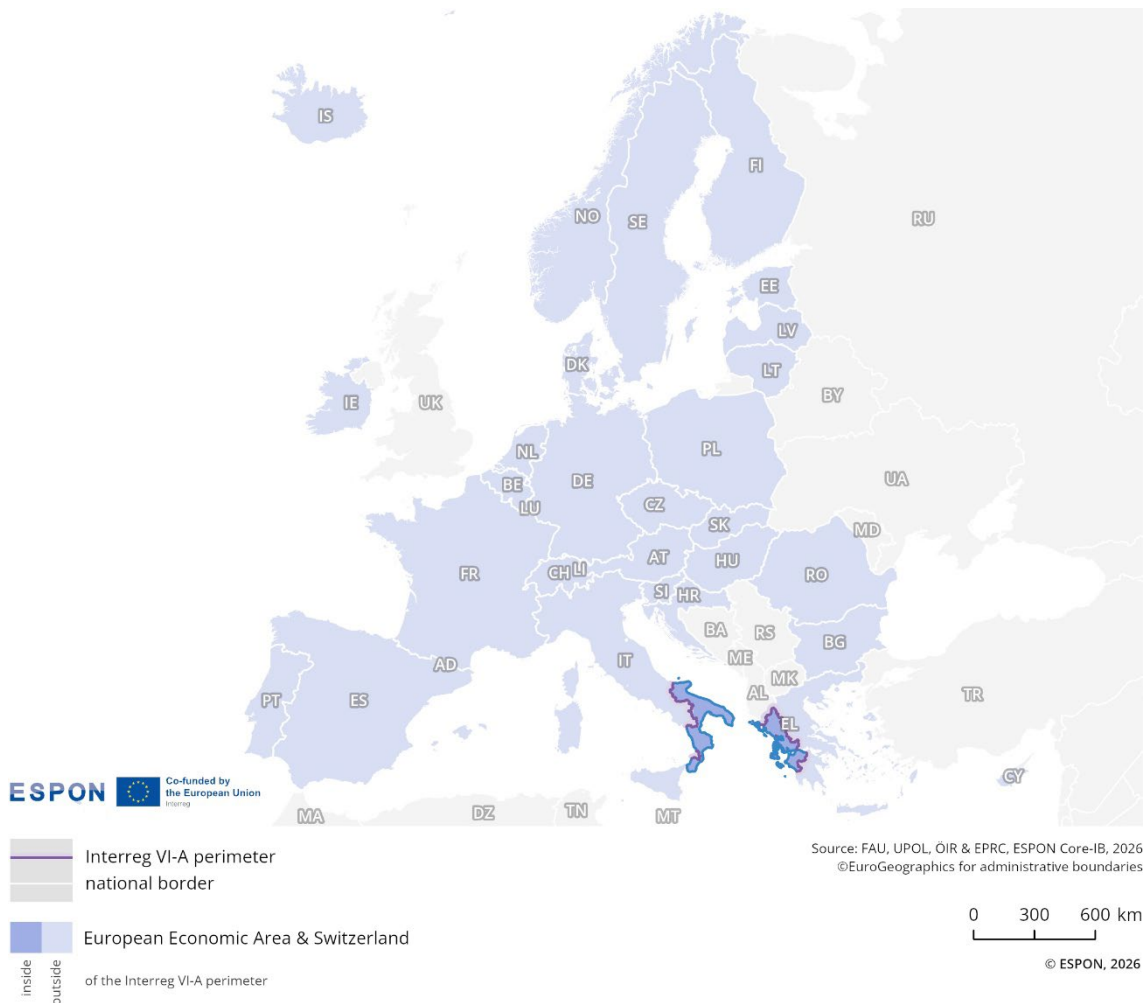 IS
FI
NO
SE
RU
EE
LV
DK
LT
BY
IE
UK
NL
PL
BE
DE
UA
LU
CZ
SK
MD
AT
HU
FR
CH
LI
RO
SI
HR
BA
RS
BG
IT
ME
AD
MK
AL
PT
ES
TR
EL
CY
MA
DZ
TN
MT
ESPON
Co-funded by
the European Union
Interreg
Interreg VI-A perimeter
national border
European Economic Area & Switzerland
inside
outside
of the Interreg VI-A perimeter
Source: FAU, UPOL, ÖIR & EPRC, ESPON Core-IB, 2026
©EuroGeographics for administrative boundaries
0 300 600 km
© ESPON, 2026